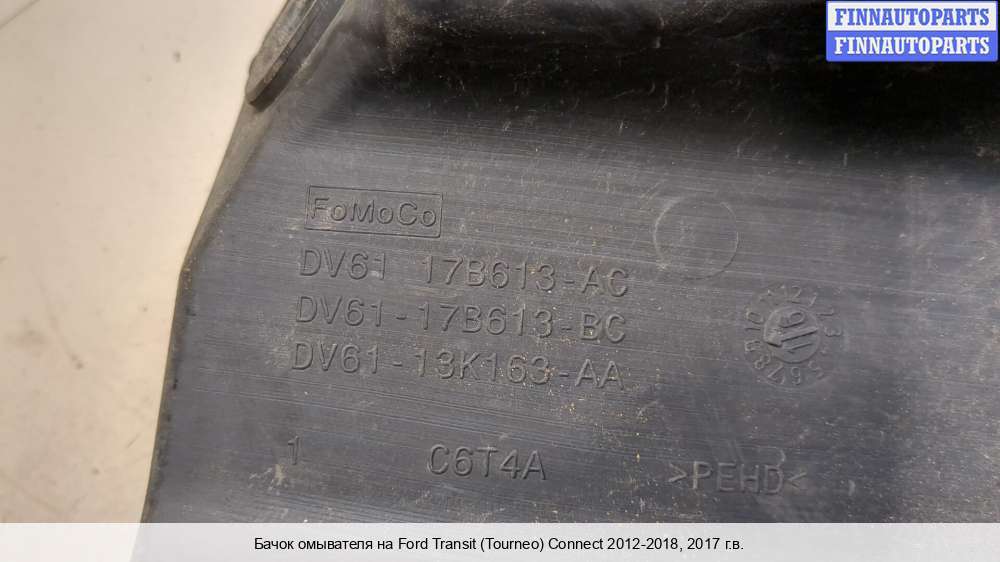 FINNAUTOPARTS
FINNAUTOPARTS
FoMoCo
DV61 17B613-AC
DV61-17B613-BC
DV61-13K163-AA
1 C6T4A >PEHD<
Бачок омывателя на Ford Transit (Tourneo) Connect 2012-2018, 2017 г.в.